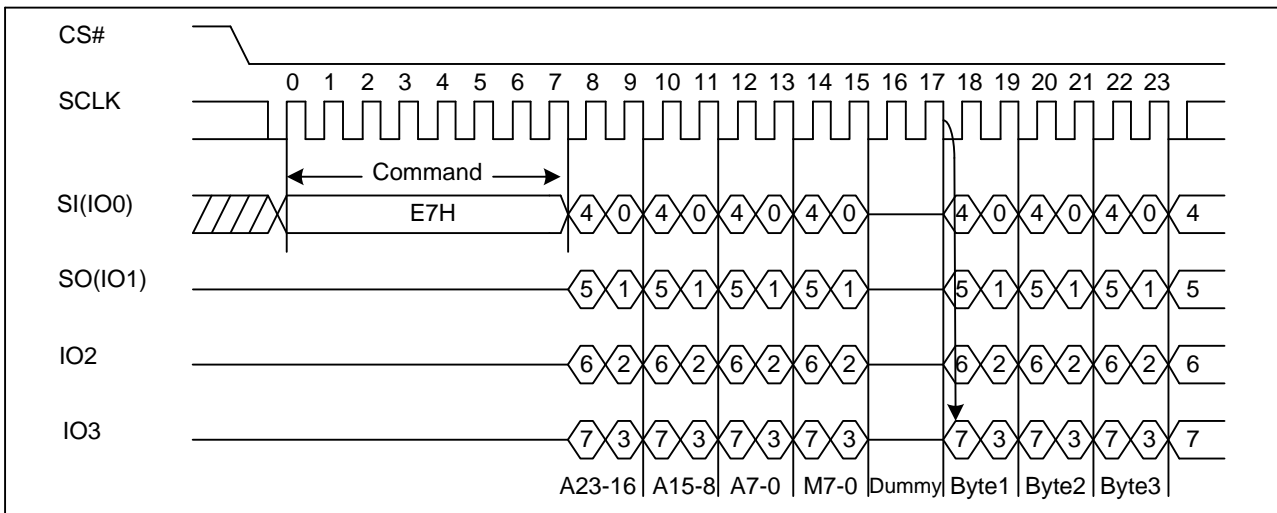 CS#
0 1 2 3 4 5 6 7 8 9 10 11 12 13 14 15 16 17 18 19 20 21 22 23
SCLK
Command
SI(IO0) E7H 4 0 4 0 4 0 4 0 4 0 4 0 4 0 4
SO(IO1) 5 1 5 1 5 1 5 1 5 1 5 1 5 1 5
IO2 6 2 6 2 6 2 6 2 6 2 6 2 6 2 6
IO3 7 3 7 3 7 3 7 3 7 3 7 3 7 3 7
A23-16 A15-8 A7-0 M7-0 Dummy Byte1 Byte2 Byte3